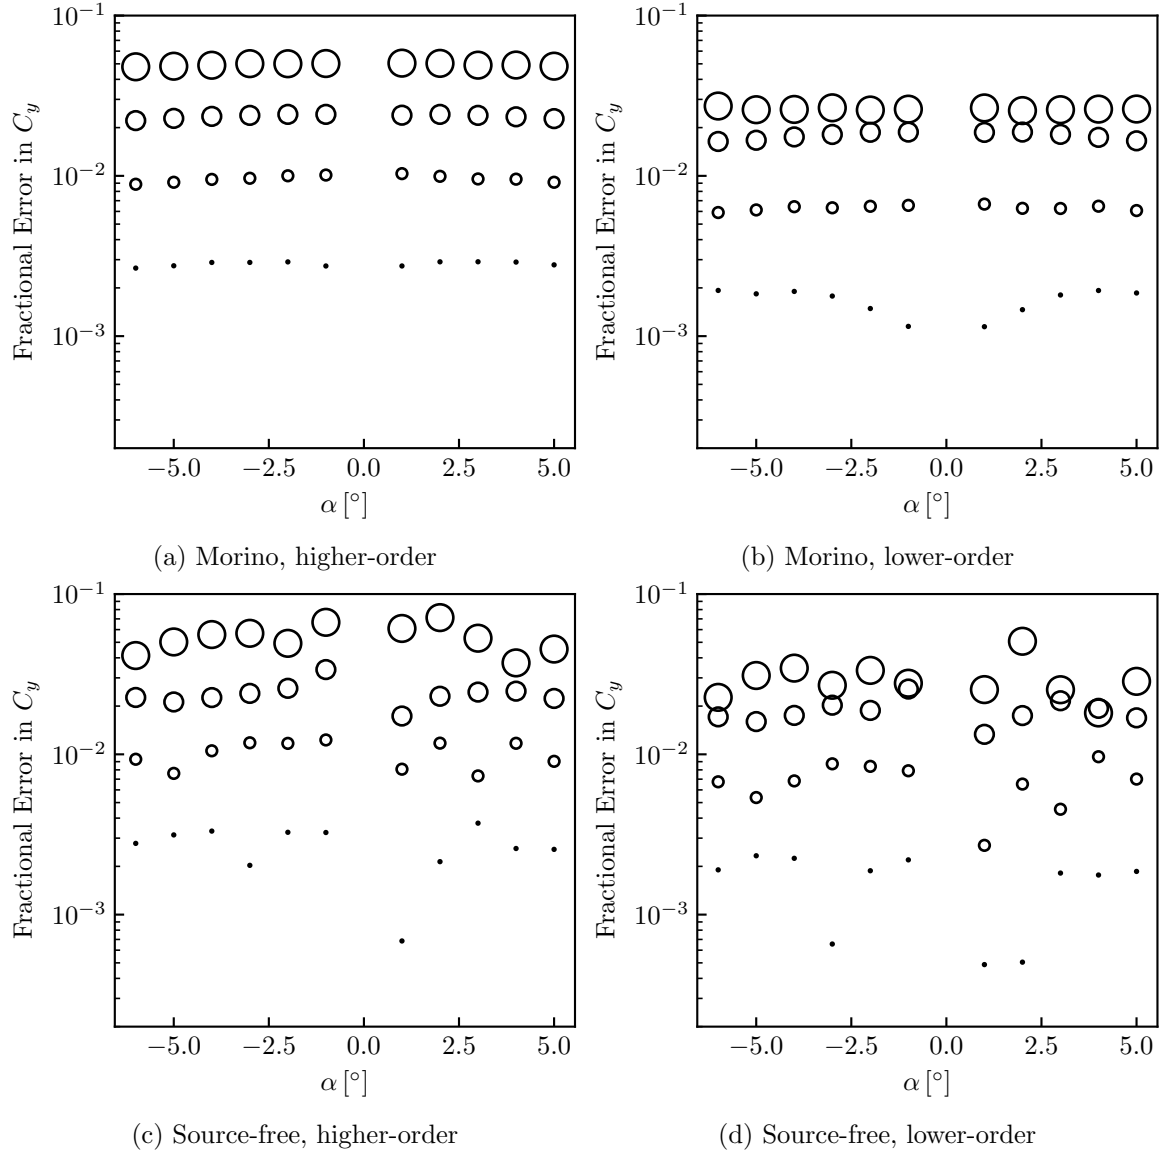 10⁻¹
10⁻²
10⁻³
Fractional Error in C_y
−5.0 −2.5 0.0 2.5 5.0
α [°]
(a) Morino, higher-order
10⁻¹
10⁻²
10⁻³
Fractional Error in C_y
−5.0 −2.5 0.0 2.5 5.0
α [°]
(b) Morino, lower-order
10⁻¹
10⁻²
10⁻³
Fractional Error in C_y
−5.0 −2.5 0.0 2.5 5.0
α [°]
(c) Source-free, higher-order
10⁻¹
10⁻²
10⁻³
Fractional Error in C_y
−5.0 −2.5 0.0 2.5 5.0
α [°]
(d) Source-free, lower-order